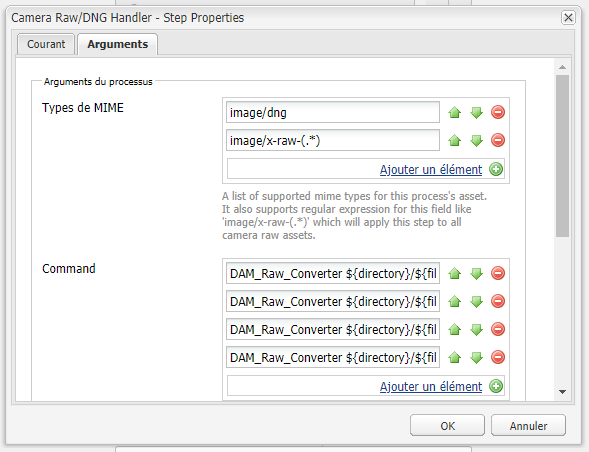 Camera Raw/DNG Handler - Step Properties
Courant
Arguments
Arguments du processus
Types de MIME
image/dng
image/x-raw-(.*)
Ajouter un élément
A list of supported mime types for this process's asset.
It also supports regular expression for this field like
'image/x-raw-(.*)' which will apply this step to all
camera raw assets.
Command
DAM_Raw_Converter ${directory}/${fil
DAM_Raw_Converter ${directory}/${fil
DAM_Raw_Converter ${directory}/${fil
DAM_Raw_Converter ${directory}/${fil
Ajouter un élément
OK
Annuler